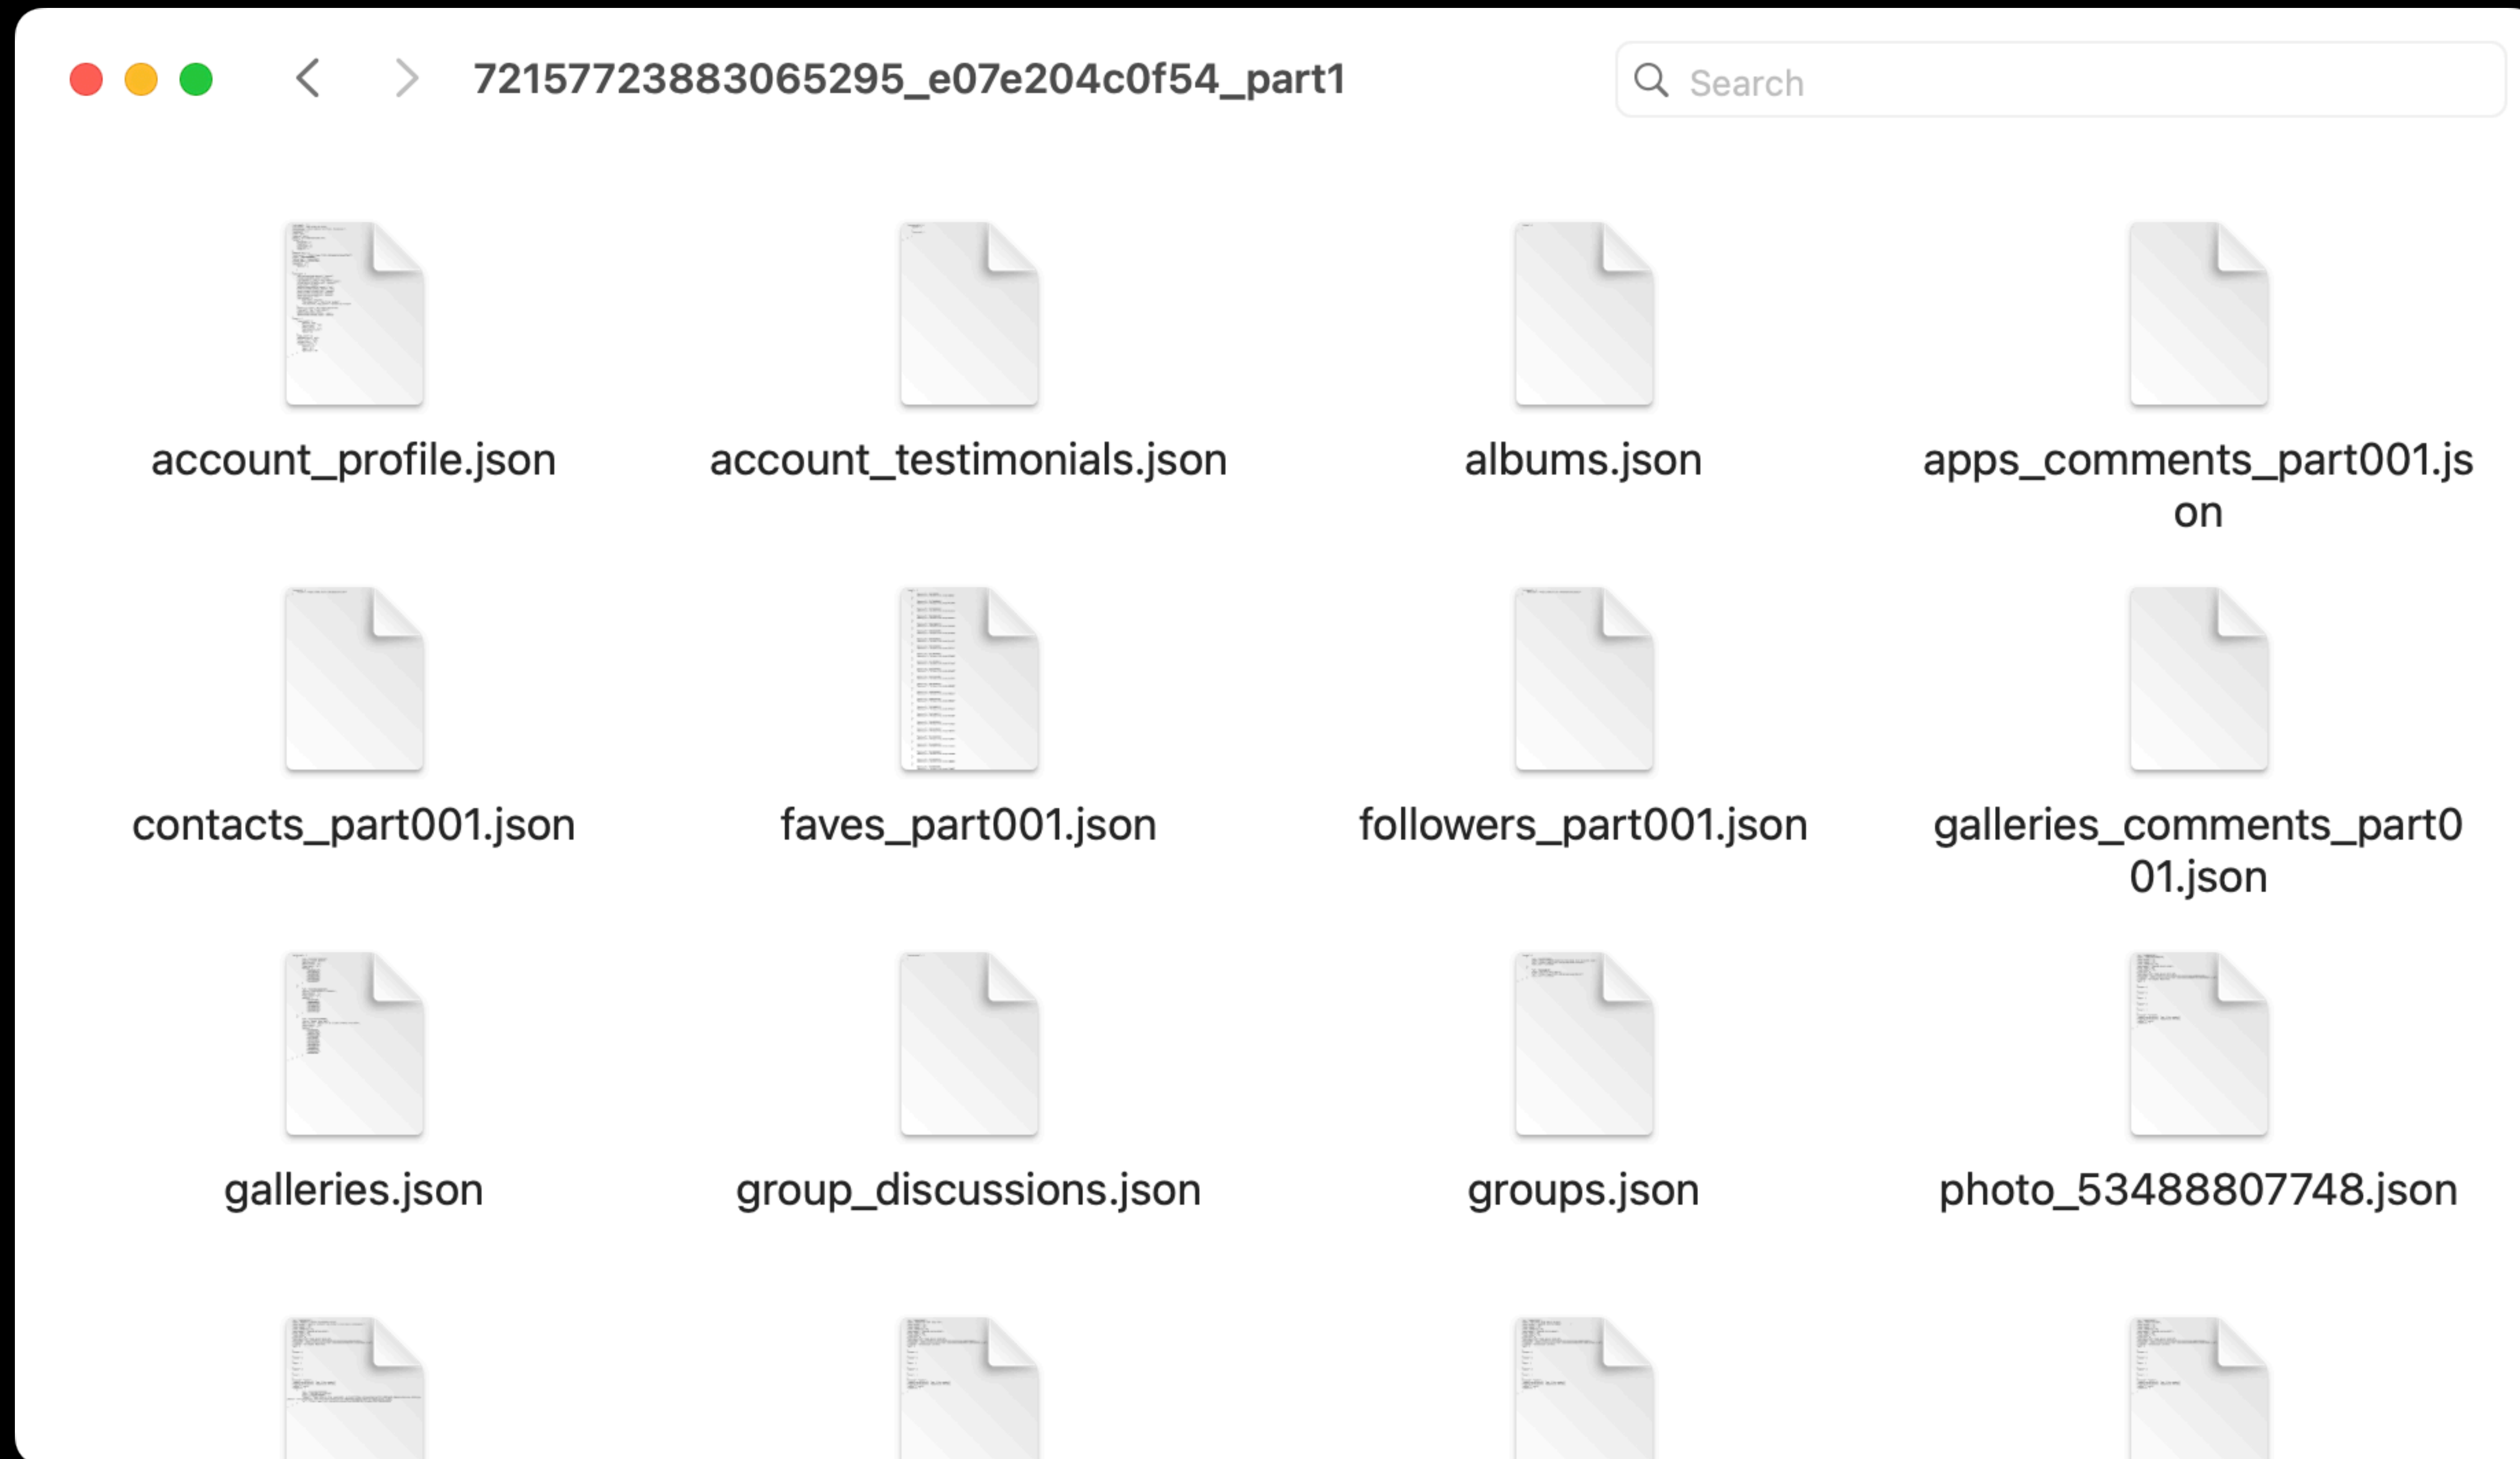 72157723883065295_e07e204c0f54_part1
Search
account_profile.json
account_testimonials.json
albums.json
apps_comments_part001.js
on
contacts_part001.json
faves_part001.json
followers_part001.json
galleries_comments_part0
01.json
galleries.json
group_discussions.json
groups.json
photo_53488807748.json